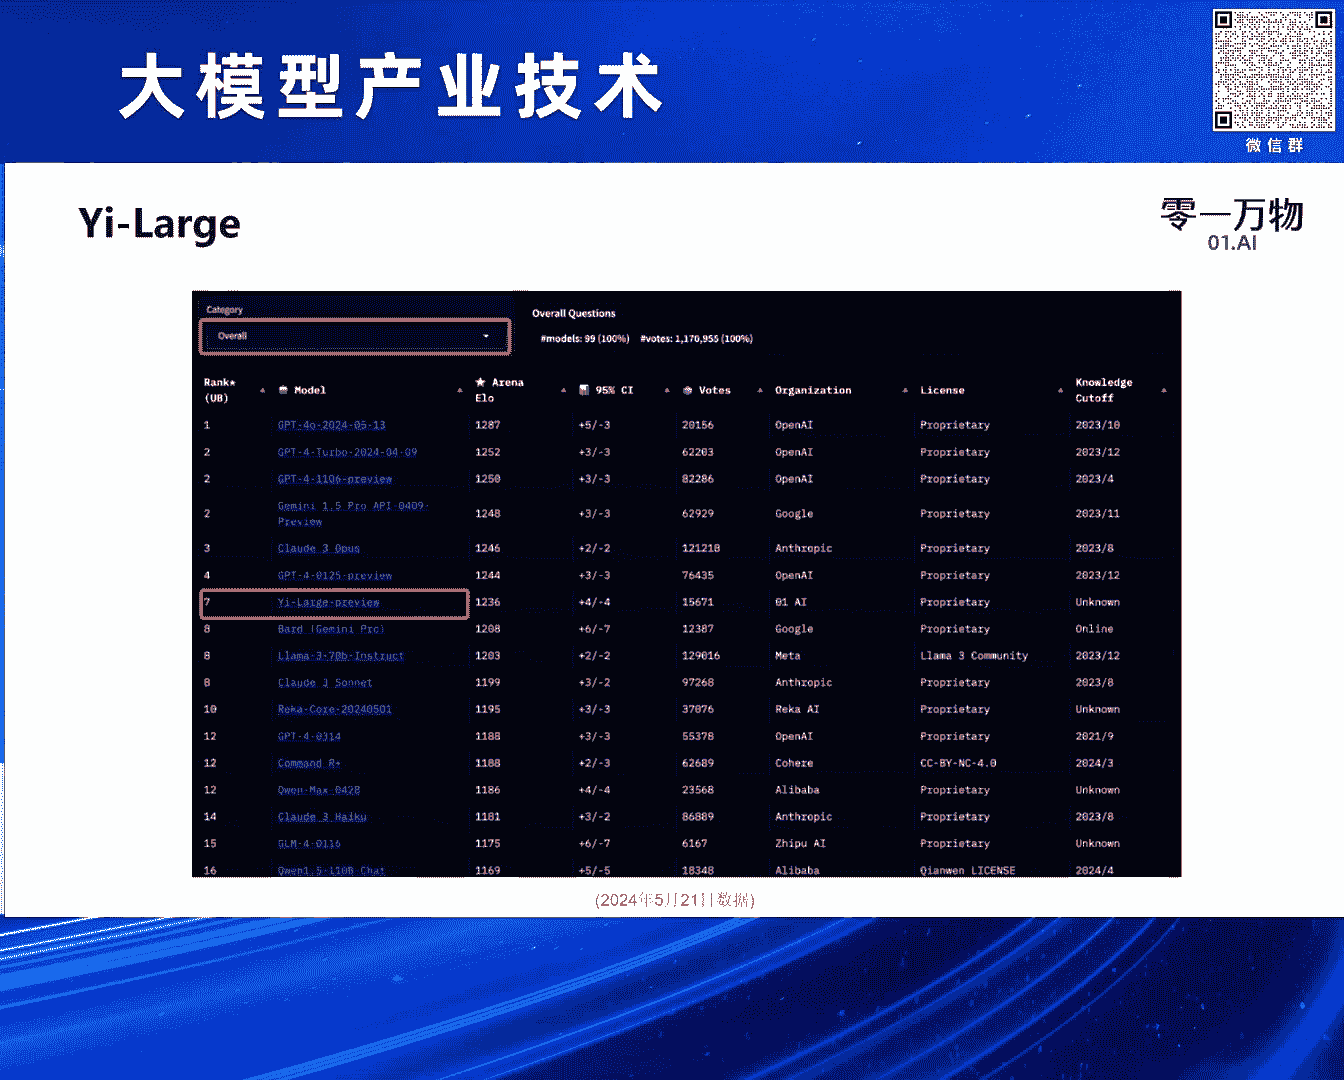 大模型产业技术
微信群
Yi-Large
零一万物
01.AI
Category
Overall
Overall Questions
#models: 99 (100%) #votes: 1,170,955 (100%)
Rank* (UB) Model Arena Elo 95% CI Votes Organization License Knowledge Cutoff
1 GPT-4o-2024-05-13 1287 +5/-3 20156 OpenAI Proprietary 2023/10
2 GPT-4-Turbo-2024-04-09 1252 +3/-3 62203 OpenAI Proprietary 2023/12
2 GPT-4-1106-preview 1250 +3/-3 82286 OpenAI Proprietary 2023/4
2 Gemini 1.5 Pro API-0409-Preview 1248 +3/-3 62929 Google Proprietary 2023/11
3 Claude 3 Opus 1246 +2/-2 121218 Anthropic Proprietary 2023/8
4 GPT-4-0125-preview 1244 +3/-3 76435 OpenAI Proprietary 2023/12
7 Yi-Large-preview 1236 +4/-4 15671 01 AI Proprietary Unknown
8 Bard (Gemini Pro) 1208 +6/-7 12387 Google Proprietary Online
8 Llama-3-70b-Instruct 1203 +2/-2 129016 Meta Llama 3 Community 2023/12
8 Claude 3 Sonnet 1199 +3/-2 97268 Anthropic Proprietary 2023/8
10 Reka-Core-20240501 1195 +3/-3 37076 Reka AI Proprietary Unknown
12 GPT-4-0314 1188 +3/-3 55378 OpenAI Proprietary 2021/9
12 Command R+ 1188 +2/-3 62689 Cohere CC-BY-NC-4.0 2024/3
12 Qwen-Max-0428 1186 +4/-4 23568 Alibaba Proprietary Unknown
14 Claude 3 Haiku 1181 +3/-2 86889 Anthropic Proprietary 2023/8
15 GLM-4-0116 1175 +6/-7 6167 Zhipu AI Proprietary Unknown
16 Qwen1.5-110B-Chat 1169 +5/-5 18348 Alibaba Qianwen LICENSE 2024/4
(2024年5月21日数据)